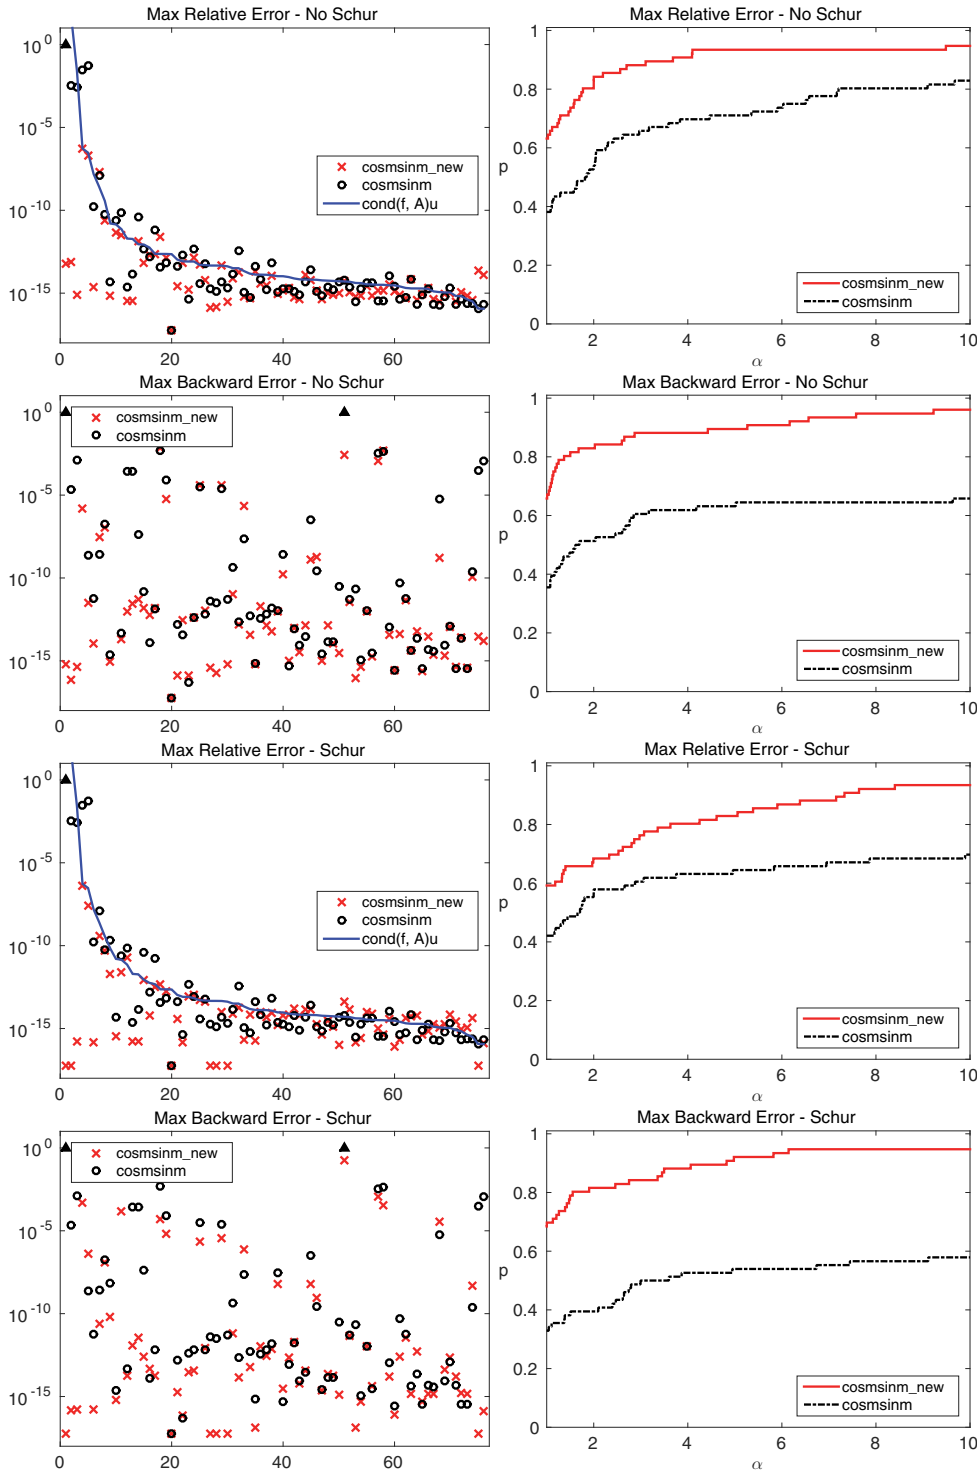 Max Relative Error - No Schur
10^0
10^-5
10^-10
10^-15
cosmsinm_new
cosmsinm
cond(f, A)u
0 20 40 60
1
0.8
p
0.6
0.4
0.2
0
cosmsinm_new
cosmsinm
2 4 6 8 10
α
Max Backward Error - No Schur
10^0
10^-5
10^-10
10^-15
cosmsinm_new
cosmsinm
0 20 40 60
Max Backward Error - No Schur
1
0.8
0.6
p
0.4
0.2
0
cosmsinm_new
cosmsinm
2 4 6 8 10
α
Max Relative Error - Schur
10^0
10^-5
10^-10
10^-15
cosmsinm_new
cosmsinm
cond(f, A)u
0 20 40 60
Max Relative Error - Schur
1
0.8
0.6
p
0.4
0.2
0
cosmsinm_new
cosmsinm
2 4 6 8 10
α
Max Backward Error - Schur
10^0
10^-5
10^-10
10^-15
cosmsinm_new
cosmsinm
0 20 40 60
Max Backward Error - Schur
1
0.8
0.6
p
0.4
0.2
0
cosmsinm_new
cosmsinm
2 4 6 8 10
α
Max Relative Error - No Schur